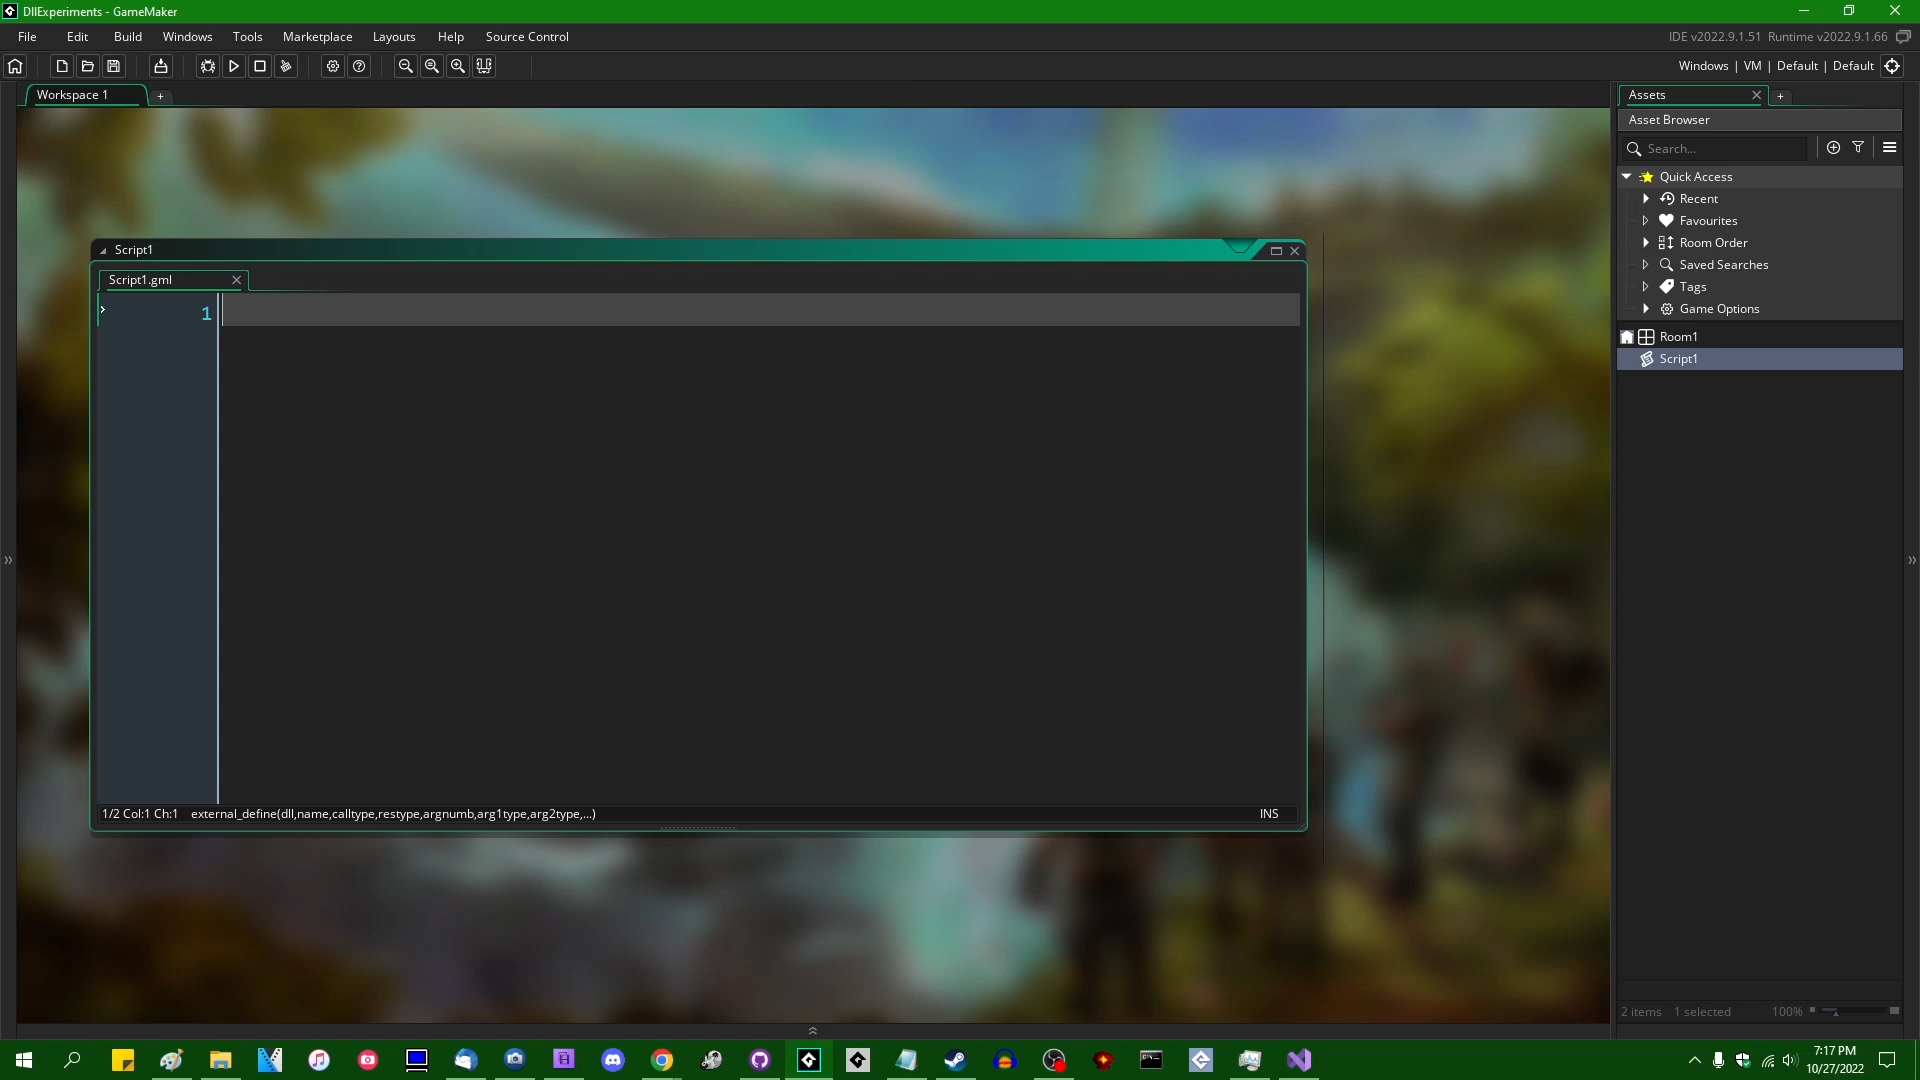 DllExperiments - GameMaker
File Edit Build Windows Tools Marketplace Layouts Help Source Control
IDE v2022.9.1.51 Runtime v2022.9.1.66
Windows | VM | Default | Default
Workspace 1
Assets
Asset Browser
Search...
Quick Access
Recent
Favourites
Room Order
Saved Searches
Tags
Game Options
Room1
Script1
Script1
Script1.gml
1
1/2 Col:1 Ch:1 external_define(dll,name,calltype,restype,argnumb,arg1type,arg2type,...)
INS
2 items 1 selected 100%
7:17 PM
10/27/2022